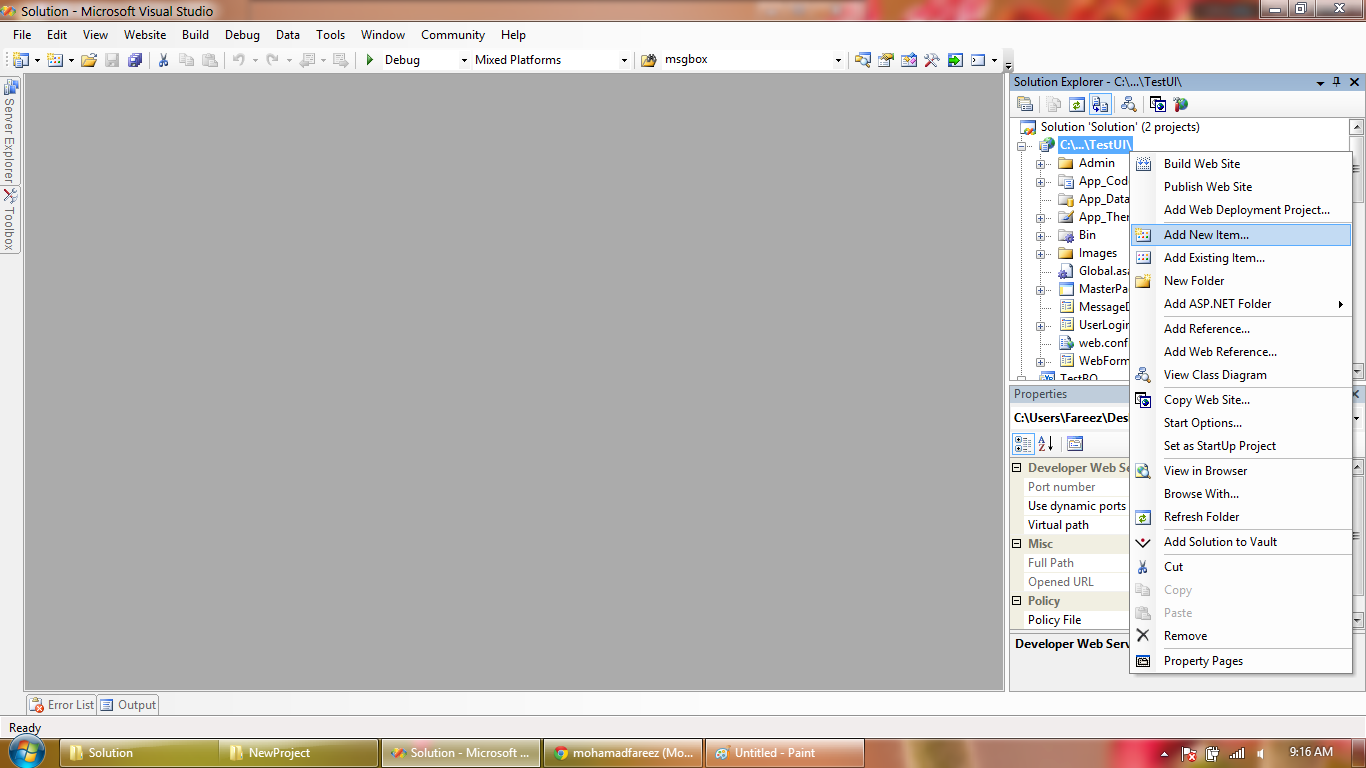 Solution - Microsoft Visual Studio
File Edit View Website Build Debug Data Tools Window Community Help
Debug Mixed Platforms msgbox
Server Explorer
Toolbox
Solution Explorer - C:\...\TestUI\
Solution 'Solution' (2 projects)
C:\...\TestUI\
Admin
App_Cod
App_Data
App_Ther
Bin
Images
Global.asa
MasterPa
MessageD
UserLogin
web.conf
WebForm
TestBO
Build Web Site
Publish Web Site
Add Web Deployment Project...
Add New Item...
Add Existing Item...
New Folder
Add ASP.NET Folder
Add Reference...
Add Web Reference...
View Class Diagram
Copy Web Site...
Start Options...
Set as StartUp Project
View in Browser
Browse With...
Refresh Folder
Add Solution to Vault
Cut
Copy
Paste
Remove
Property Pages
Properties
C:\Users\Fareez\Des
Developer Web Se
Port number
Use dynamic ports
Virtual path
Misc
Full Path
Opened URL
Policy
Policy File
Developer Web Serv
Error List Output
Ready
Solution NewProject Solution - Microsoft ... mohamadfareez (Mo... Untitled - Paint 9:16 AM